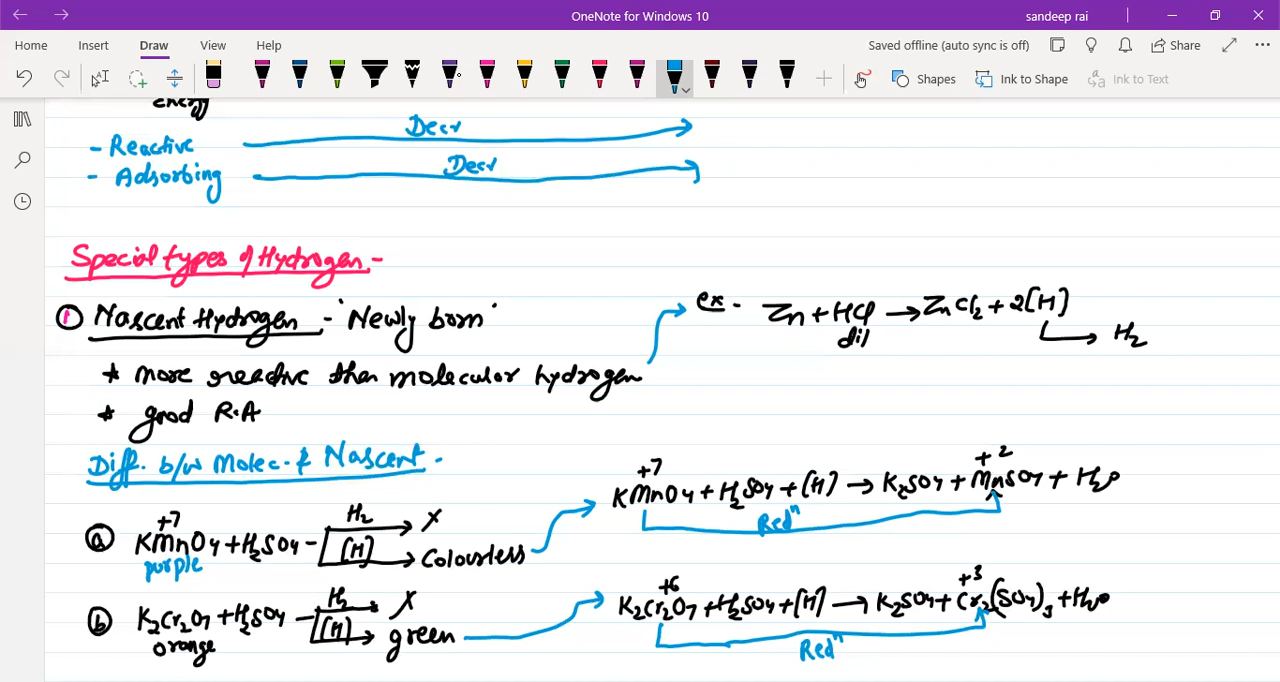 OneNote for Windows 10
sandeep rai
Home Insert Draw View Help
Saved offline (auto sync is off) Share
Shapes Ink to Shape Ink to Text
Energy
- Reactive Decr
- Adsorbing Decr
Special types of Hydrogen -
① Nascent Hydrogen - "Newly born"
ex - Zn + HCl → ZnCl2 + 2[H]
dil H2
* more reactive than molecular hydrogen
* good R.A
Diff. b/w Molec. & Nascent -
+7 +2
KMnO4 + H2SO4 + [H] → K2SO4 + MnSO4 + H2O
Redn
+7 H2 X
ⓐ KMnO4 + H2SO4 - [H] Colourless
purple
+6 +3
K2Cr2O7 + H2SO4 + [H] → K2SO4 + Cr2(SO4)3 + H2O
Redn
H2 X
ⓑ K2Cr2O7 + H2SO4 - [H] green
orange